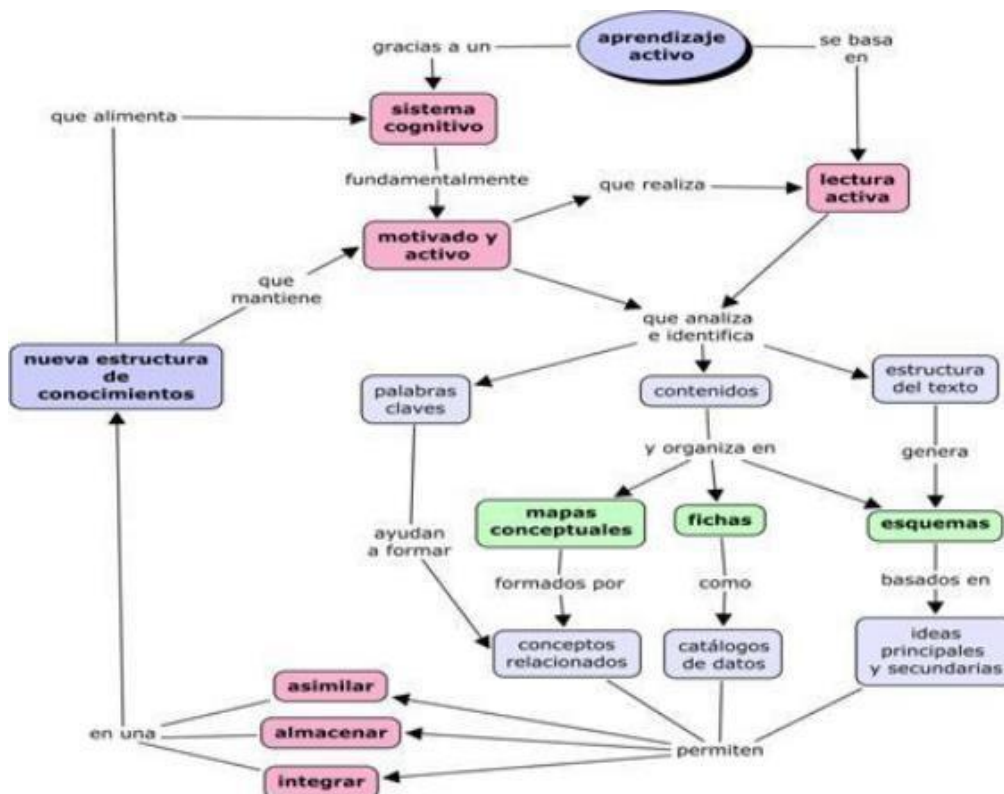 aprendizaje
activo
gracias a un
se basa
en
que alimenta
sistema
cognitivo
fundamentalmente
que realiza
lectura
activa
motivado y
activo
que
mantiene
que analiza
e identifica
nueva estructura
de
conocimientos
palabras
claves
contenidos
estructura
del texto
y organiza en
genera
mapas
conceptuales
fichas
esquemas
ayudan
a formar
formados por
como
basados en
conceptos
relacionados
catálogos
de datos
ideas
principales
y secundarias
asimilar
en una
almacenar
permiten
integrar